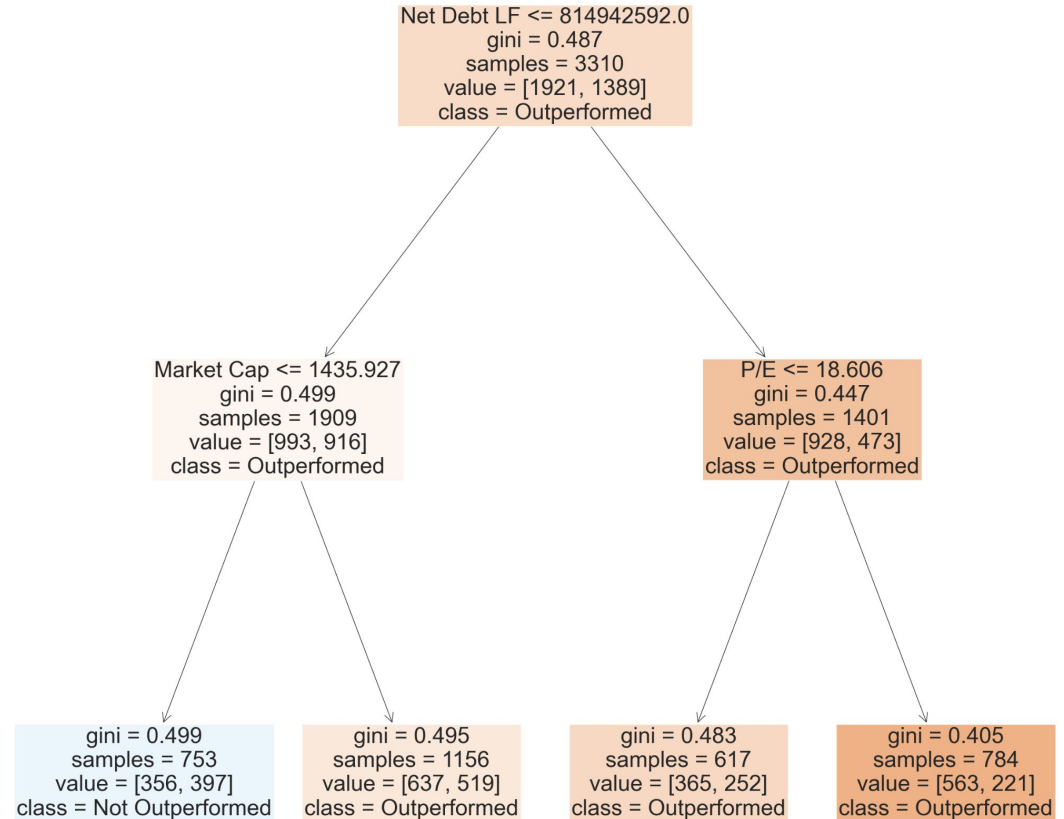 Net Debt LF <= 814942592.0
gini = 0.487
samples = 3310
value = [1921, 1389]
class = Outperformed
Market Cap <= 1435.927
gini = 0.499
samples = 1909
value = [993, 916]
class = Outperformed
P/E <= 18.606
gini = 0.447
samples = 1401
value = [928, 473]
class = Outperformed
gini = 0.499
samples = 753
value = [356, 397]
class = Not Outperformed
gini = 0.495
samples = 1156
value = [637, 519]
class = Outperformed
gini = 0.483
samples = 617
value = [365, 252]
class = Outperformed
gini = 0.405
samples = 784
value = [563, 221]
class = Outperformed